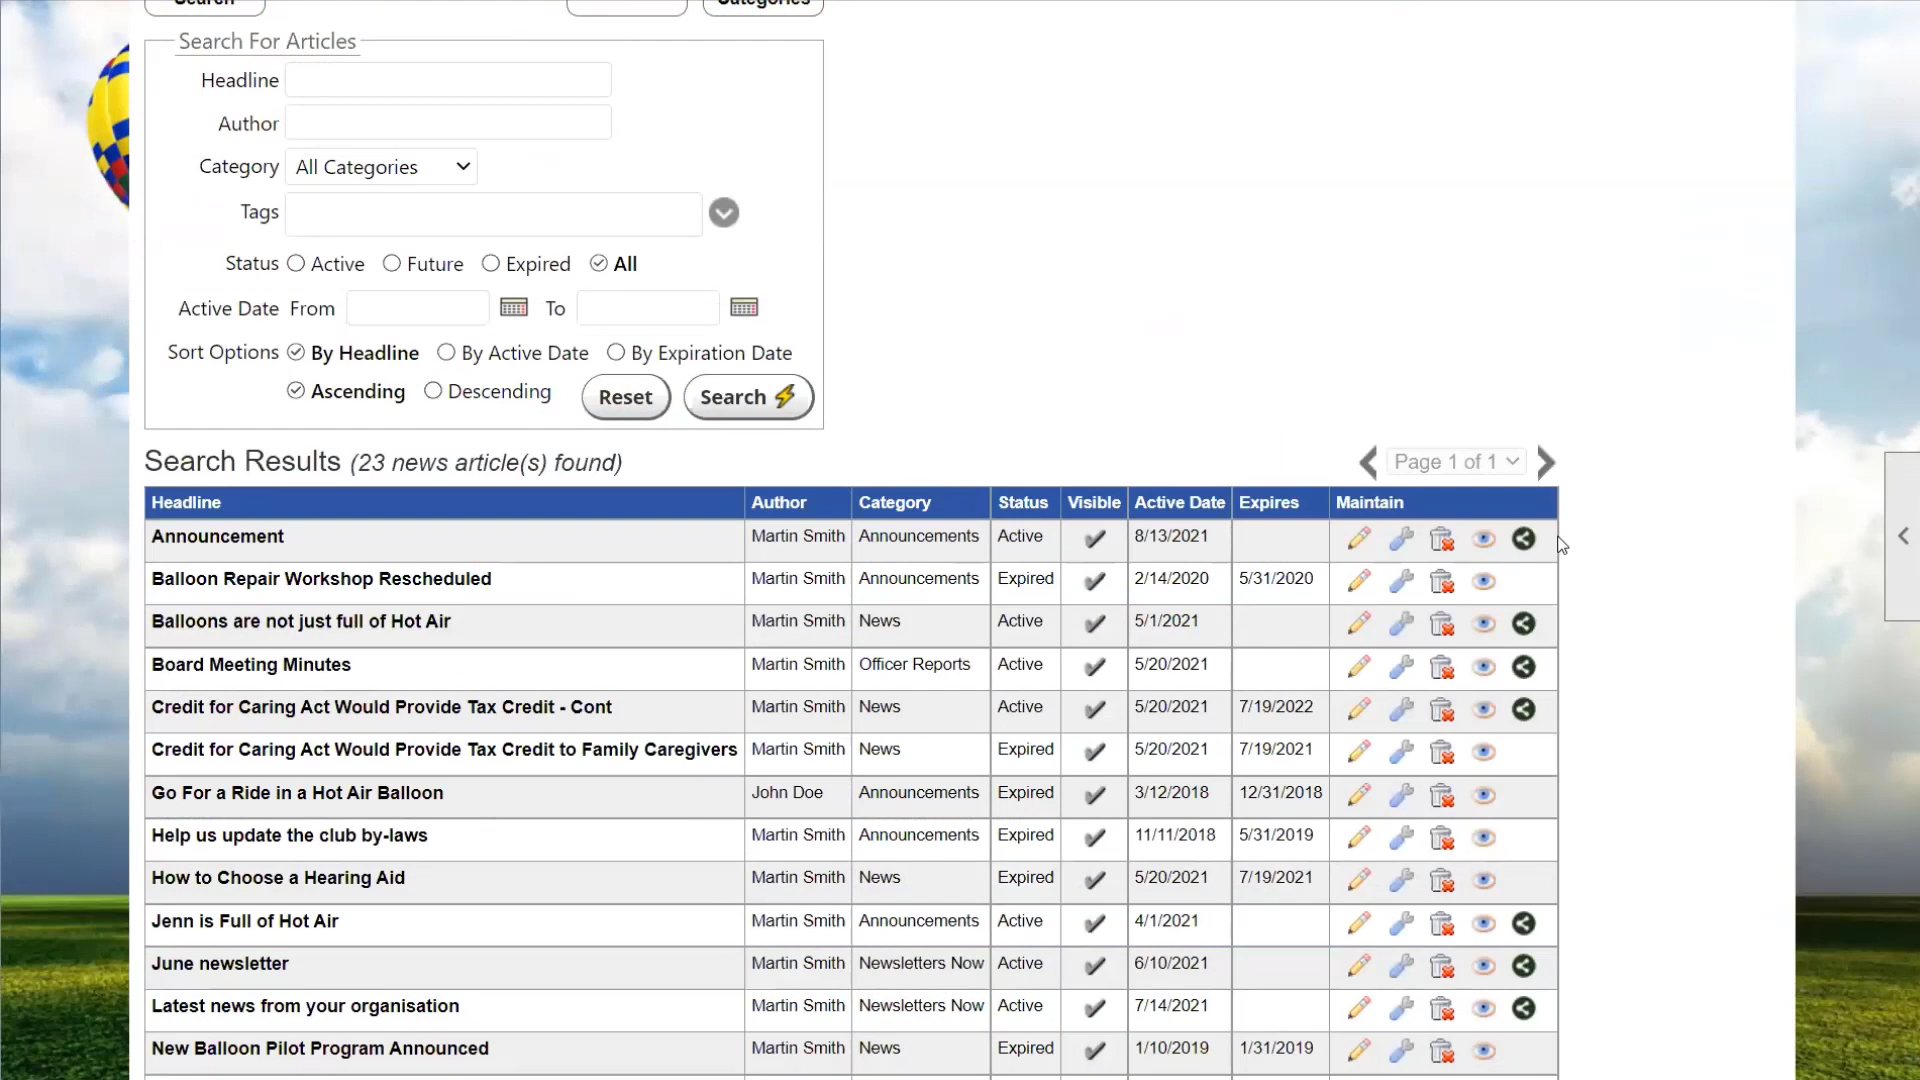 Search Categories
Search For Articles
Headline
Author
Category All Categories
Tags
Status Active Future Expired All
Active Date From To
Sort Options By Headline By Active Date By Expiration Date
Ascending Descending Reset Search
Search Results (23 news article(s) found) Page 1 of 1
Headline Author Category Status Visible Active Date Expires Maintain
Announcement Martin Smith Announcements Active 8/13/2021
Balloon Repair Workshop Rescheduled Martin Smith Announcements Expired 2/14/2020 5/31/2020
Balloons are not just full of Hot Air Martin Smith News Active 5/1/2021
Board Meeting Minutes Martin Smith Officer Reports Active 5/20/2021
Credit for Caring Act Would Provide Tax Credit - Cont Martin Smith News Active 5/20/2021 7/19/2022
Credit for Caring Act Would Provide Tax Credit to Family Caregivers Martin Smith News Expired 5/20/2021 7/19/2021
Go For a Ride in a Hot Air Balloon John Doe Announcements Expired 3/12/2018 12/31/2018
Help us update the club by-laws Martin Smith Announcements Expired 11/11/2018 5/31/2019
How to Choose a Hearing Aid Martin Smith News Expired 5/20/2021 7/19/2021
Jenn is Full of Hot Air Martin Smith Announcements Active 4/1/2021
June newsletter Martin Smith Newsletters Now Active 6/10/2021
Latest news from your organisation Martin Smith Newsletters Now Active 7/14/2021
New Balloon Pilot Program Announced Martin Smith News Expired 1/10/2019 1/31/2019